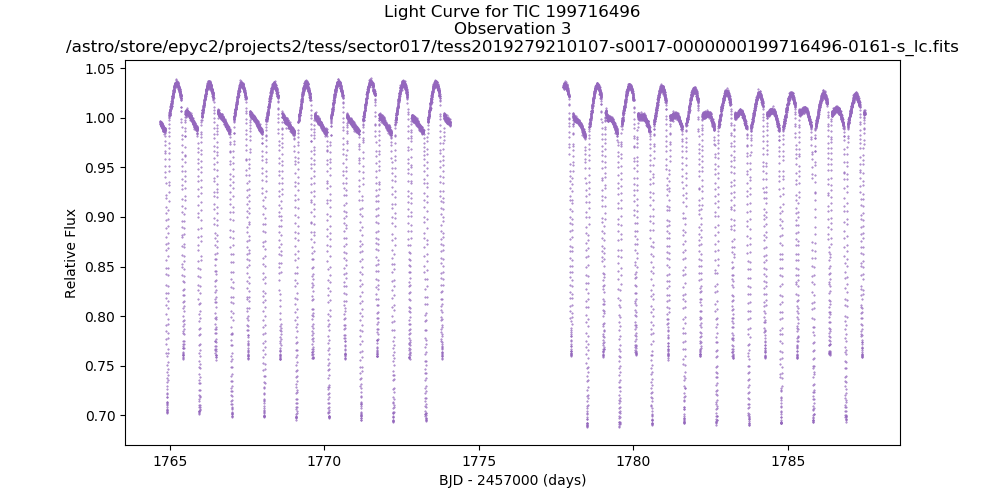 Light Curve for TIC 199716496
Observation 3
/astro/store/epyc2/projects2/tess/sector017/tess2019279210107-s0017-0000000199716496-0161-s_lc.fits
1.05
1.00
0.95
0.90
0.85
0.80
0.75
0.70
Relative Flux
1765
1770
1775
1780
1785
BJD - 2457000 (days)